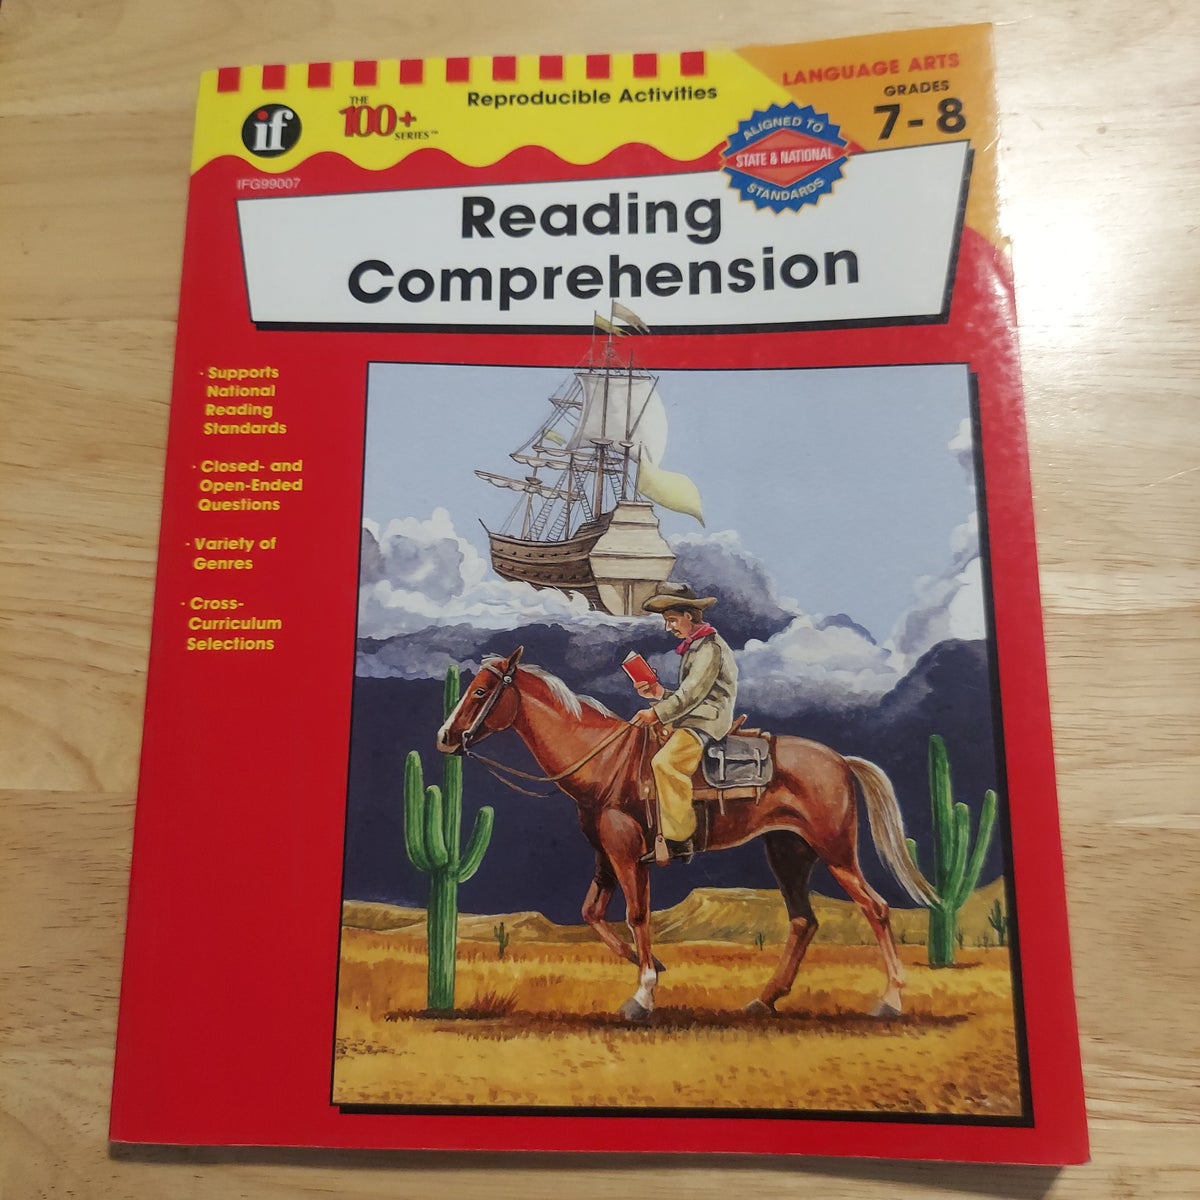 if
THE
100+
SERIES™
Reproducible Activities
LANGUAGE ARTS
GRADES
7-8
ALIGNED TO
STATE & NATIONAL
STANDARDS
IFG99007
Reading
Comprehension
· Supports
National
Reading
Standards
· Closed- and
Open-Ended
Questions
· Variety of
Genres
· Cross-
Curriculum
Selections